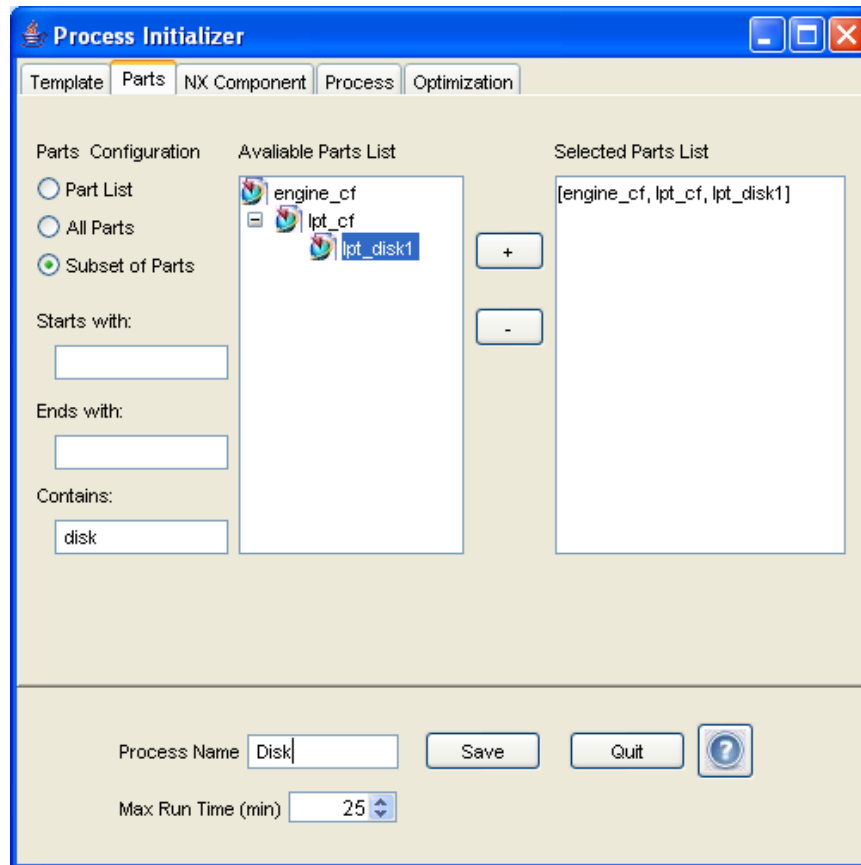 Process Initializer
Template Parts NX Component Process Optimization
Parts Configuration
Part List
All Parts
Subset of Parts
Starts with:
Ends with:
Contains:
disk
Avaliable Parts List
engine_cf
lpt_cf
lpt_disk1
+
-
Selected Parts List
[engine_cf, lpt_cf, lpt_disk1]
Process Name Disk Save Quit ?
Max Run Time (min) 25